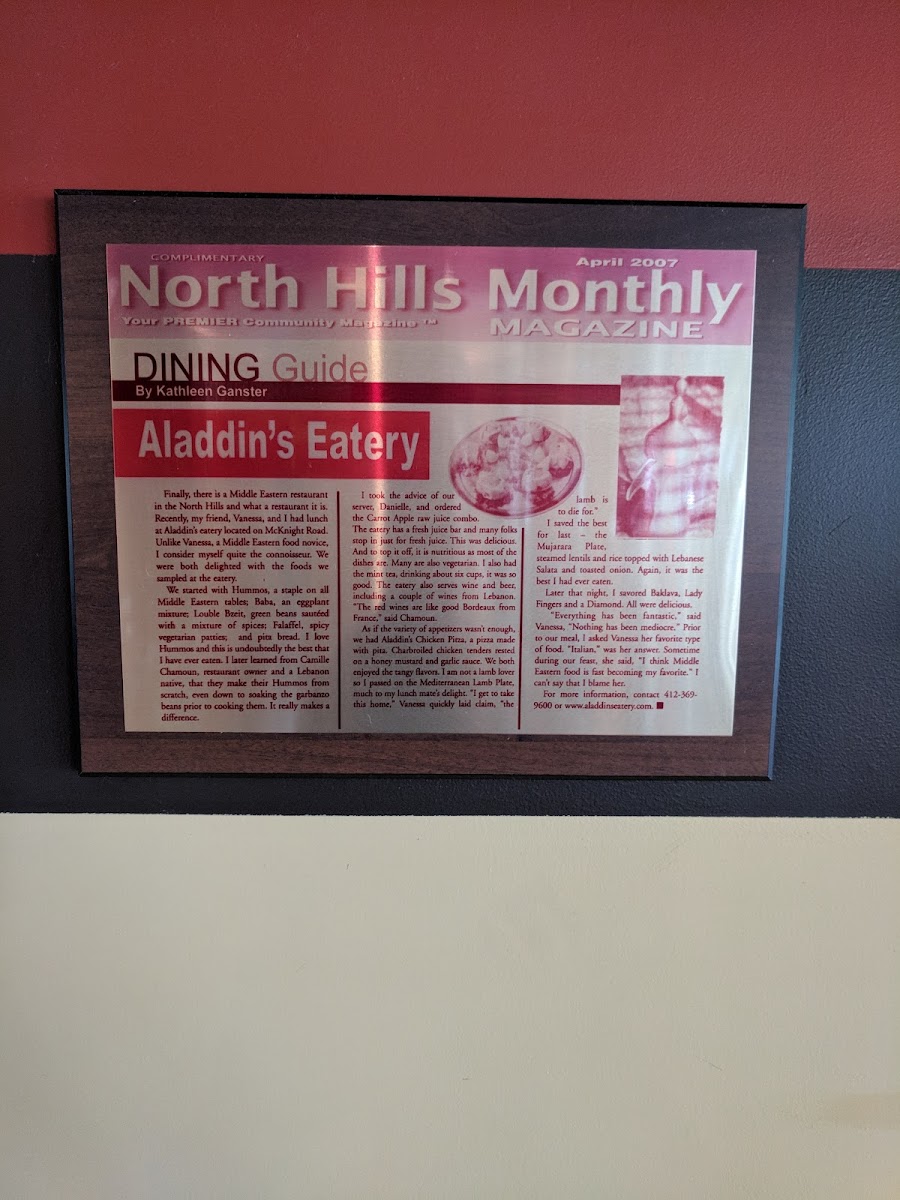 COMPLIMENTARY
April 2007
North Hills Monthly
Your PREMIER Community Magazine ™
MAGAZINE
DINING Guide
By Kathleen Ganster
Aladdin's Eatery
Finally, there is a Middle Eastern restaurant
in the North Hills and what a restaurant it is.
Recently, my friend, Vanessa, and I had lunch
at Aladdin's eatery located on McKnight Road.
Unlike Vanessa, a Middle Eastern food novice,
I consider myself quite the connoisseur. We
were both delighted with the foods we
sampled at the eatery.
We started with Hummos, a staple on all
Middle Eastern tables; Baba, an eggplant
mixture; Louble Bzeit, green beans sautéed
with a mixture of spices; Falaffel, spicy
vegetarian patties; and pita bread. I love
Hummos and this is undoubtedly the best that
I have ever eaten. I later learned from Camille
Chamoun, restaurant owner and a Lebanon
native, that they make their Hummos from
scratch, even down to soaking the garbanzo
beans prior to cooking them. It really makes a
difference.
I took the advice of our
server, Danielle, and ordered
the Carrot Apple raw juice combo.
The eatery has a fresh juice bar and many folks
stop in just for fresh juice. This was delicious.
And to top it off, it is nutritious as most of the
dishes are. Many are also vegetarian. I also had
the mint tea, drinking about six cups, it was so
good. The eatery also serves wine and beer,
including a couple of wines from Lebanon.
"The red wines are like good Bordeaux from
France," said Chamoun.
As if the variety of appetizers wasn't enough,
we had Aladdin's Chicken Pitza, a pizza made
with pita. Charbroiled chicken tenders rested
on a honey mustard and garlic sauce. We both
enjoyed the tangy flavors. I am not a lamb lover
so I passed on the Mediterranean Lamb Plate,
much to my lunch mate's delight. "I get to take
this home," Vanessa quickly laid claim, "the
lamb is
to die for."
I saved the best
for last – the
Mujarara Plate,
steamed lentils and rice topped with Lebanese
Salata and toasted onion. Again, it was the
best I had ever eaten.
Later that night, I savored Baklava, Lady
Fingers and a Diamond. All were delicious.
"Everything has been fantastic," said
Vanessa, "Nothing has been mediocre." Prior
to our meal, I asked Vanessa her favorite type
of food. "Italian," was her answer. Sometime
during our feast, she said, "I think Middle
Eastern food is fast becoming my favorite." I
can't say that I blame her.
For more information, contact 412-369-
9600 or www.aladdinseatery.com.